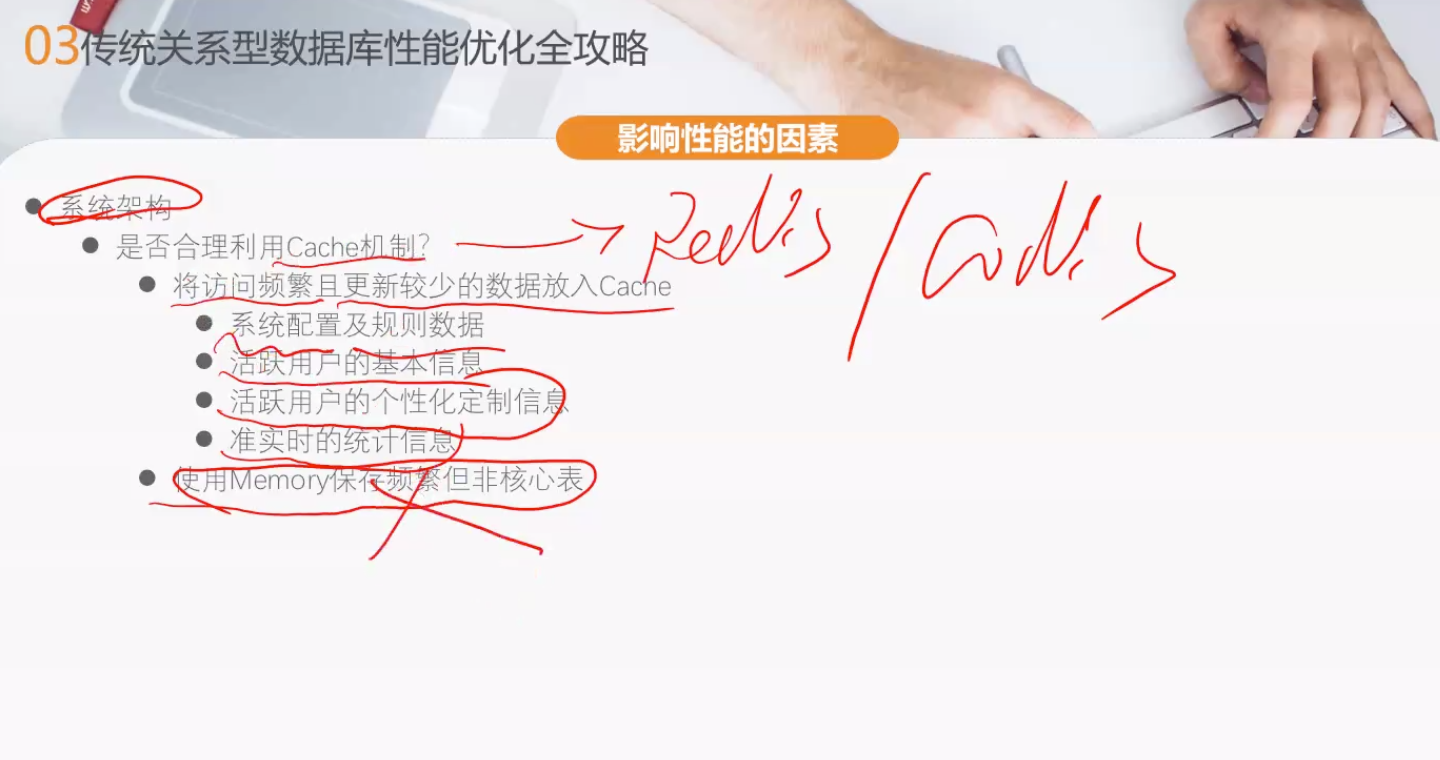 03传统关系型数据库性能优化全攻略
影响性能的因素
系统架构
是否合理利用Cache机制?
Redis / Codis
将访问频繁且更新较少的数据放入Cache
系统配置及规则数据
活跃用户的基本信息
活跃用户的个性化定制信息
准实时的统计信息
使用Memory保存频繁但非核心表